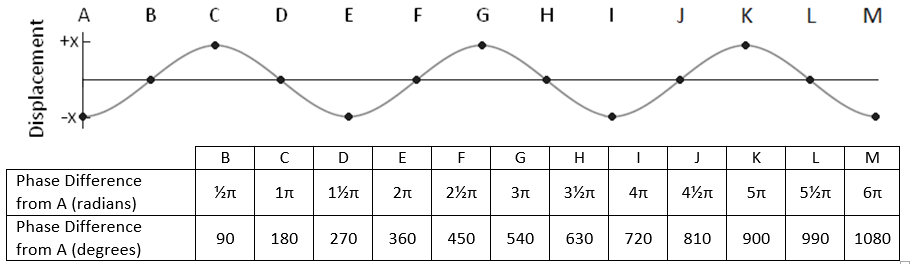 A B C D E F G H I J K L M
Displacement
+x
-x
B C D E F G H I J K L M
Phase Difference
from A (radians) ½π 1π 1½π 2π 2½π 3π 3½π 4π 4½π 5π 5½π 6π
Phase Difference
from A (degrees) 90 180 270 360 450 540 630 720 810 900 990 1080